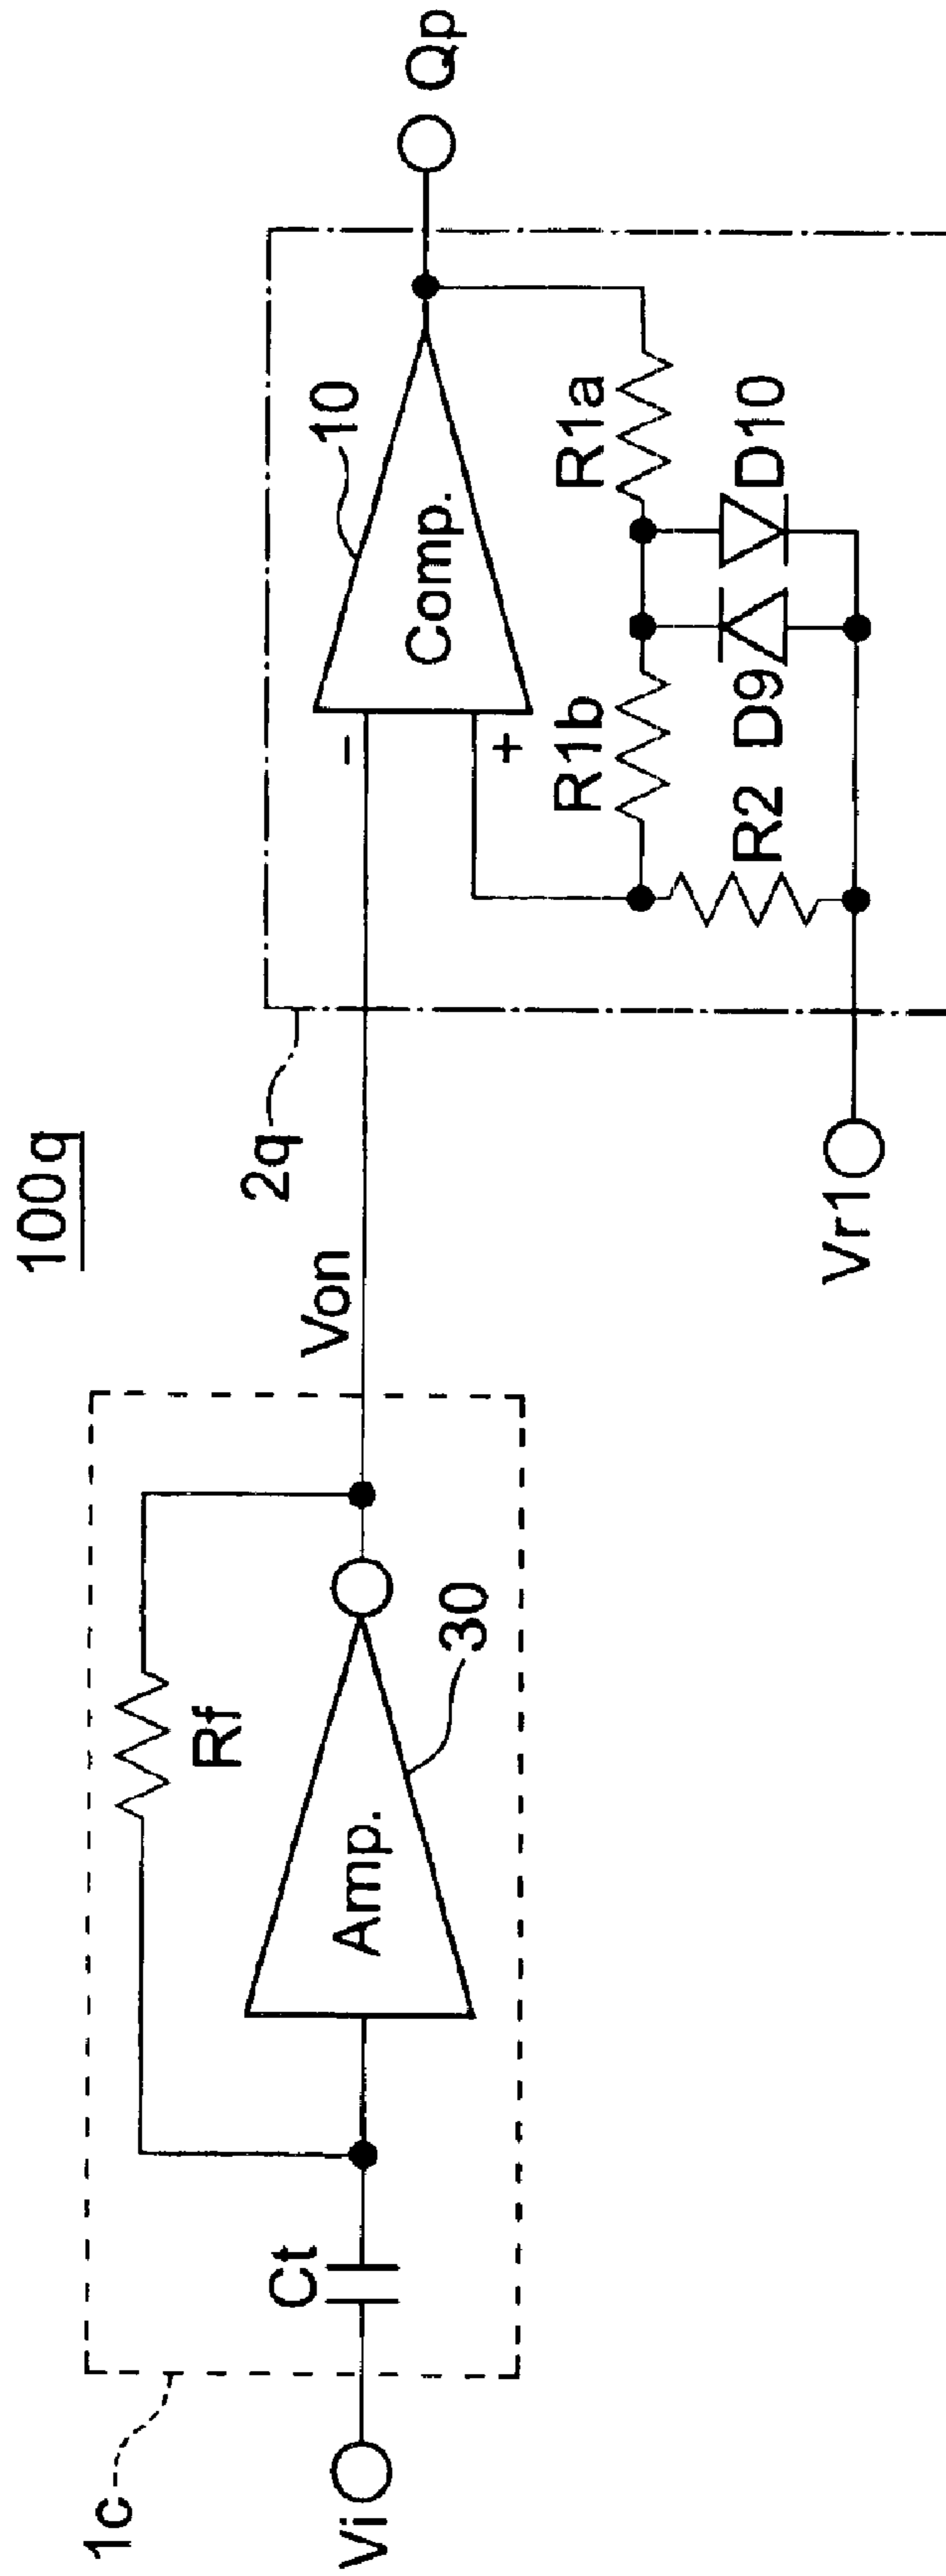 100q
1c
Vi
Ct
Rf
Amp.
30
Von
2q
10
Comp.
-
+
Qp
R1b
R1a
R2
D9
D10
Vr1